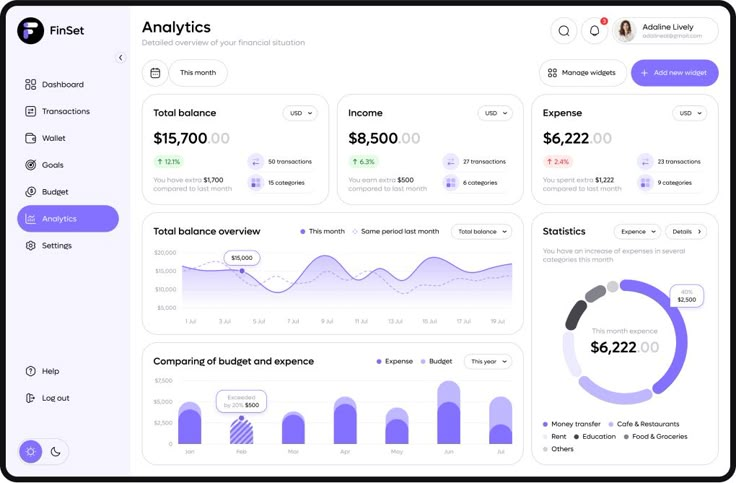 FinSet
Dashboard
Transactions
Wallet
Goals
Budget
Analytics
Settings
Help
Log out
Analytics
Detailed overview of your financial situation
3
Adaline Lively
adalineal@gmail.com
This month
Manage widgets
Add new widget
Total balance
USD
$15,700.00
12.1%
50 transactions
You have extra $1,700
compared to last month
15 categories
Income
USD
$8,500.00
6.3%
27 transactions
You earn extra $500
compared to last month
6 categories
Expense
USD
$6,222.00
2.4%
23 transactions
You spent extra $1,222
compared to last month
9 categories
Total balance overview
This month
Same period last month
Total balance
$20,000
$15,000
$10,000
$5,000
$15,000
1 Jul
3 Jul
5 Jul
7 Jul
9 Jul
11 Jul
13 Jul
15 Jul
17 Jul
19 Jul
Comparing of budget and expence
Expense
Budget
This year
$7,500
$5,000
$2,500
0
Exceeded
by 20% $500
Jan
Feb
Mar
Apr
May
Jun
Jul
Statistics
Expence
Details
You have an increase of expenses in several
categories this month
40%
$2,500
This month expence
$6,222.00
Money transfer
Cafe & Restaurants
Rent
Education
Food & Groceries
Others